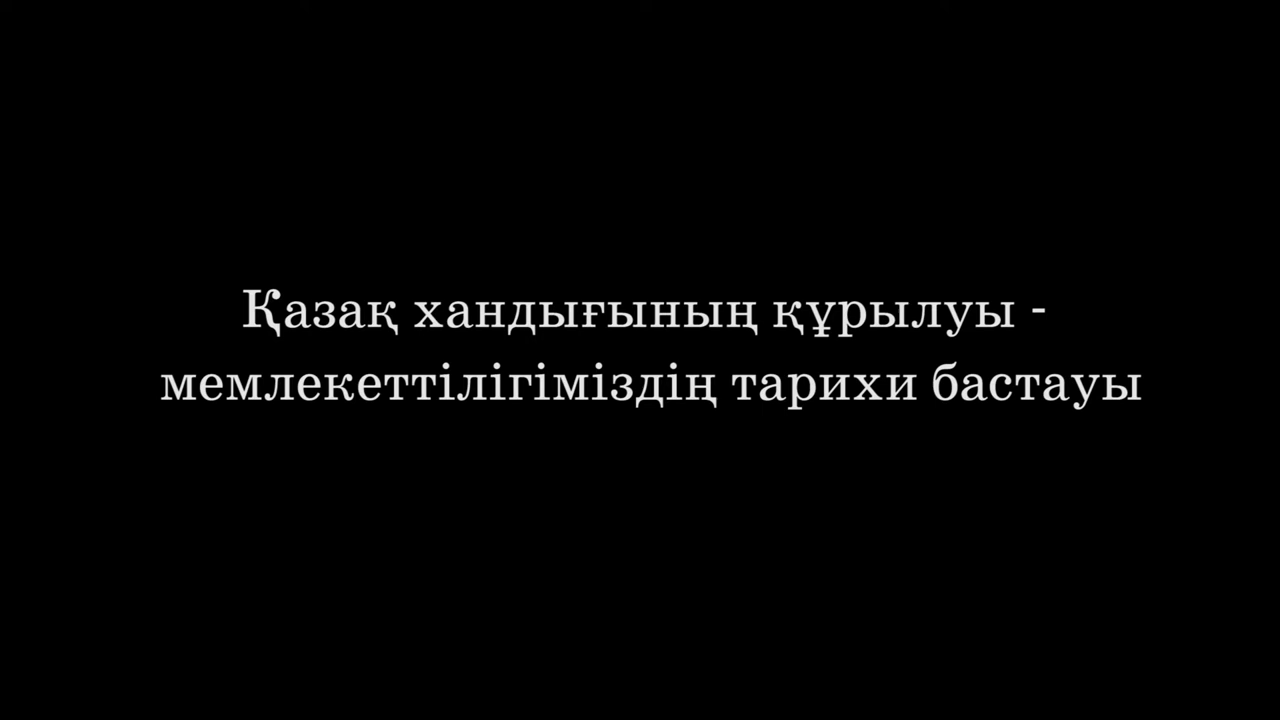 Қазақ хандығының құрылуы -
мемлекеттілігіміздің тарихи бастауы